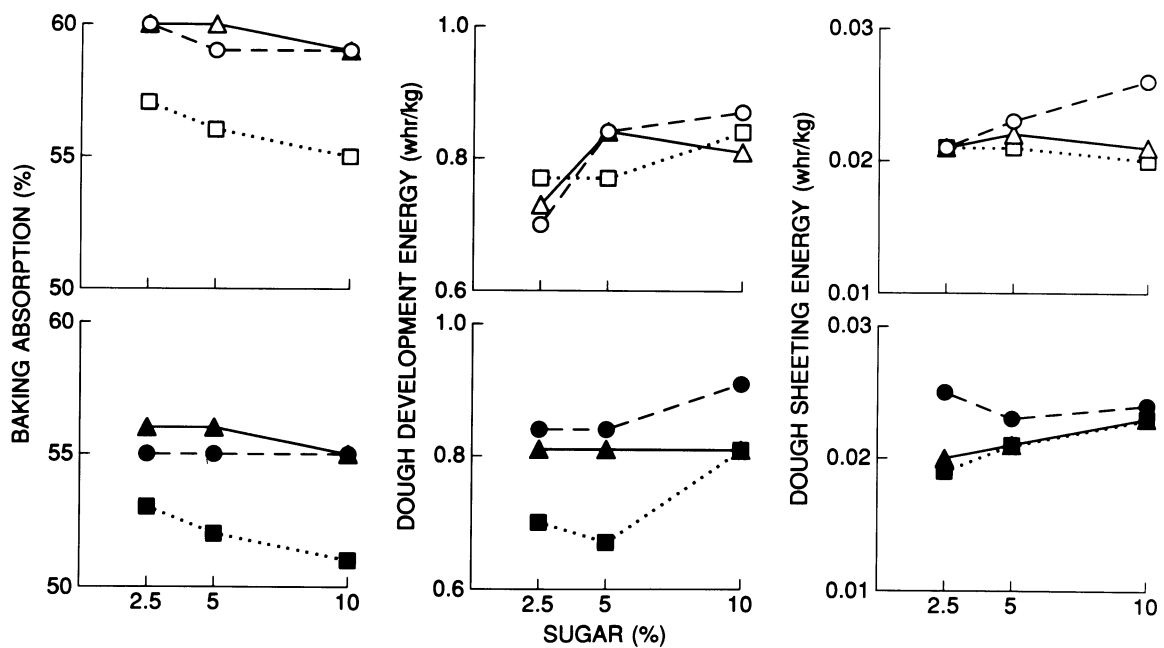 BAKING ABSORPTION (%)
60
55
50
60
55
50
2.5 5 10
DOUGH DEVELOPMENT ENERGY (whr/kg)
1.0
0.8
0.6
1.0
0.8
0.6
2.5 5 10
SUGAR (%)
DOUGH SHEETING ENERGY (whr/kg)
0.03
0.02
0.01
0.03
0.02
0.01
2.5 5 10